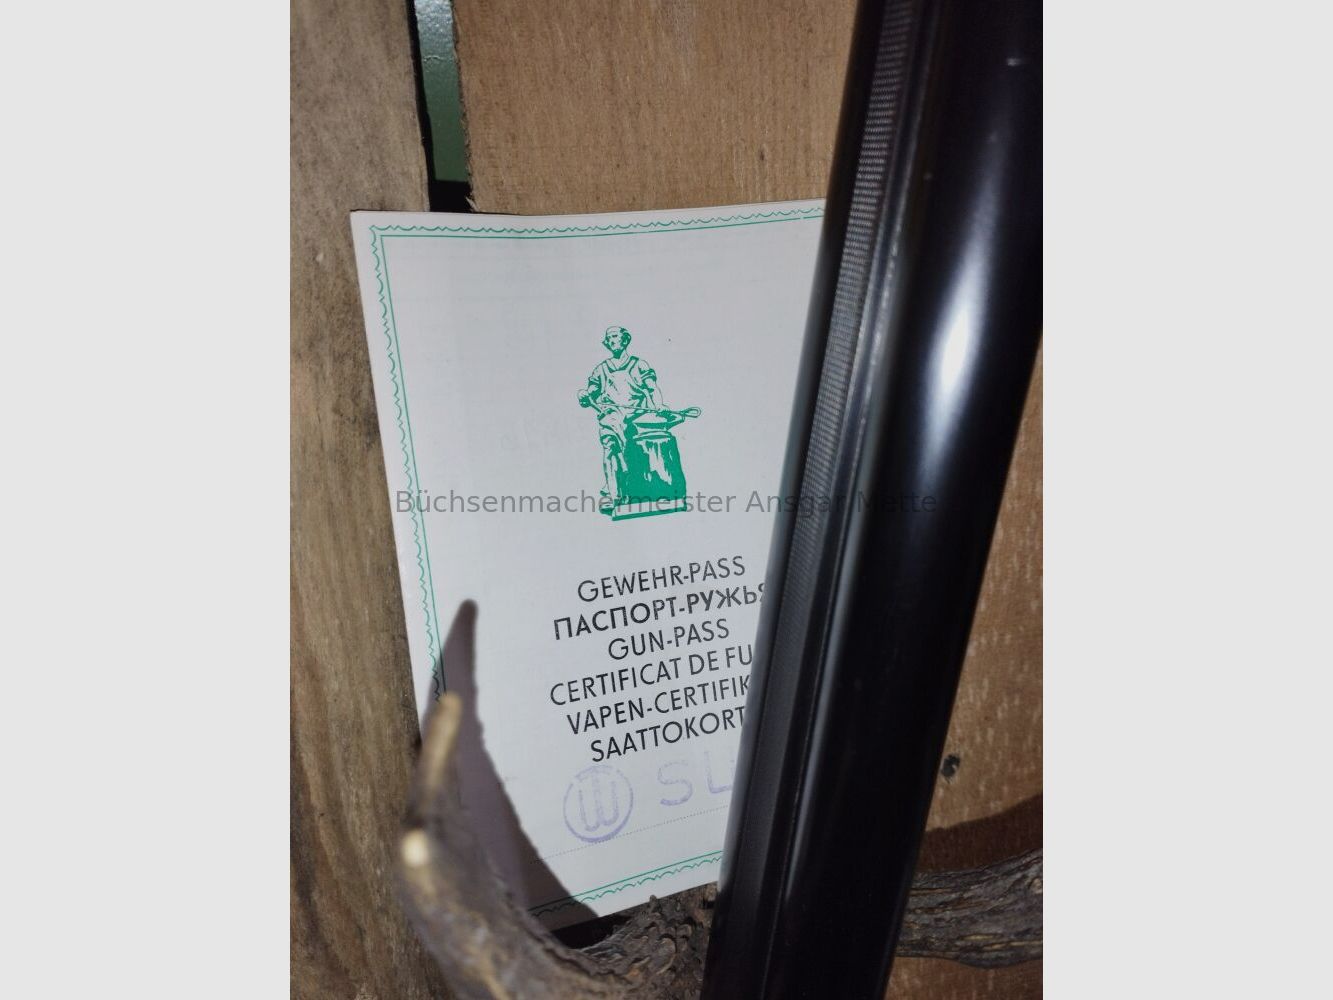 Büchsenmachermeister Ansgar Mette
GEWEHR-PASS
ПАСПОРТ-РУЖЬЯ
GUN-PASS
CERTIFICAT DE FU
VAPEN-CERTIFIK
SAATTOKORT
W SL